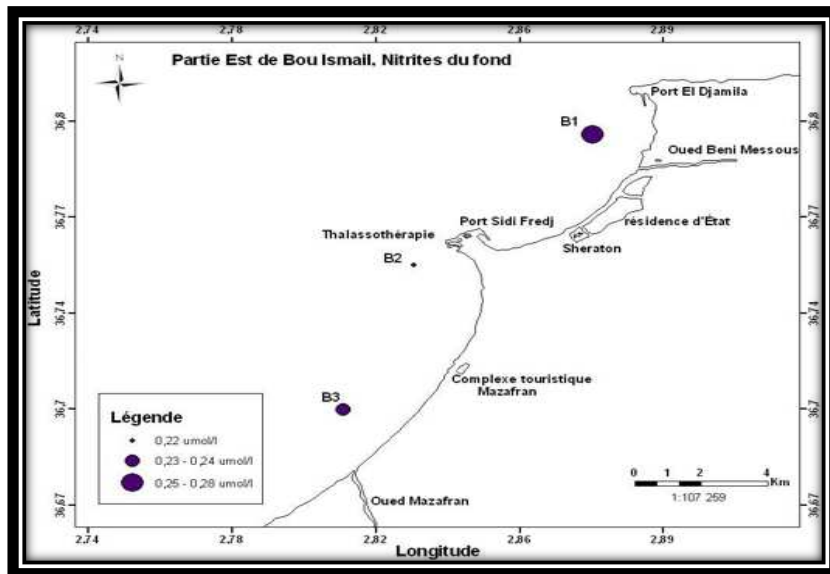 2,74
2,78
2,82
2,86
2,89
N
Partie Est de Bou Ismail, Nitrites du fond
Port El Djamila
B1
36,8
36,8
Oued Beni Messous
36,77
36,77
Port Sidi Fredj
résidence d'État
Thalassothérapie
Sheraton
B2
Latitude
36,74
36,74
Complexe touristique
Mazafran
B3
36,7
36,7
Légende
0,22 umol/l
0,23 - 0,24 umol/l
0,25 - 0,28 umol/l
0 1 2 4
Km
1:107 259
Oued Mazafran
36,67
36,67
2,74
2,78
2,82
2,86
2,89
Longitude